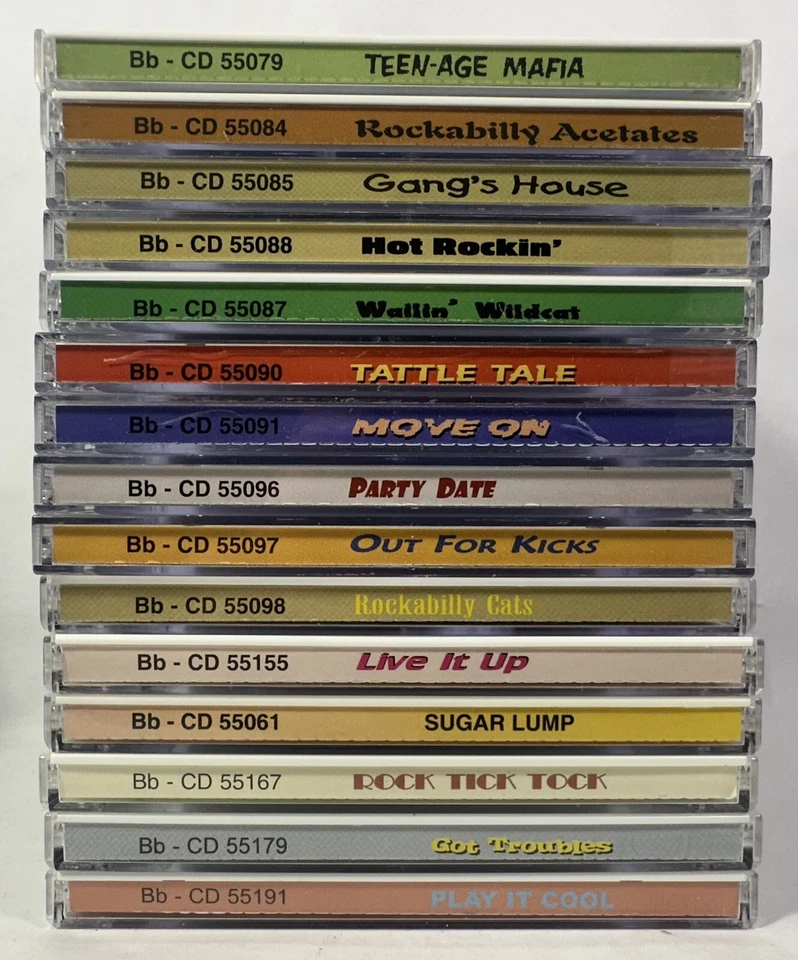 Bb - CD 55079 TEEN-AGE MAFIA
Bb - CD 55084 Rockabilly Acetates
Bb - CD 55085 Gang's House
Bb - CD 55088 Hot Rockin'
Bb - CD 55087 Wailin' Wildcat
Bb - CD 55090 TATTLE TALE
Bb - CD 55091 MOVE ON
Bb - CD 55096 PARTY DATE
Bb - CD 55097 OUT FOR KICKS
Bb - CD 55098 Rockabilly Cats
Bb - CD 55155 Live It Up
Bb - CD 55061 SUGAR LUMP
Bb - CD 55167 ROCK TICK TOCK
Bb - CD 55179 Got Troubles
Bb - CD 55191 PLAY IT COOL